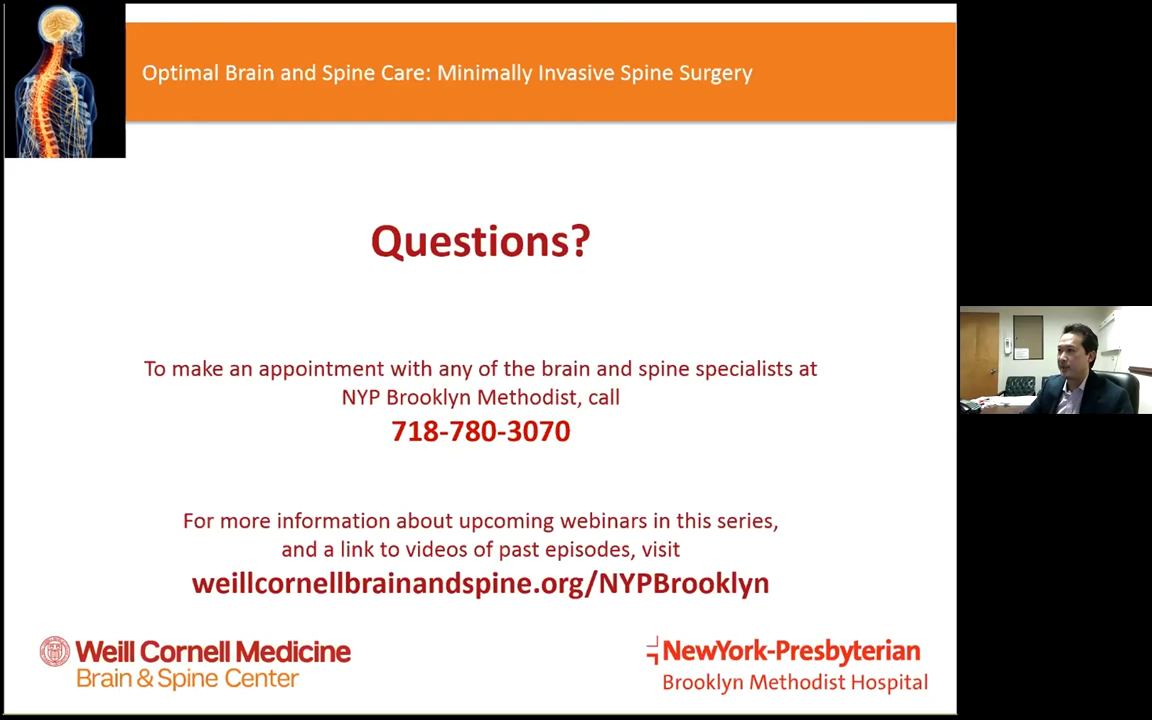 Optimal Brain and Spine Care: Minimally Invasive Spine Surgery
Questions?
To make an appointment with any of the brain and spine specialists at
NYP Brooklyn Methodist, call
718-780-3070
For more information about upcoming webinars in this series,
and a link to videos of past episodes, visit
weillcornellbrainandspine.org/NYPBrooklyn
Weill Cornell Medicine
Brain & Spine Center
NewYork-Presbyterian
Brooklyn Methodist Hospital